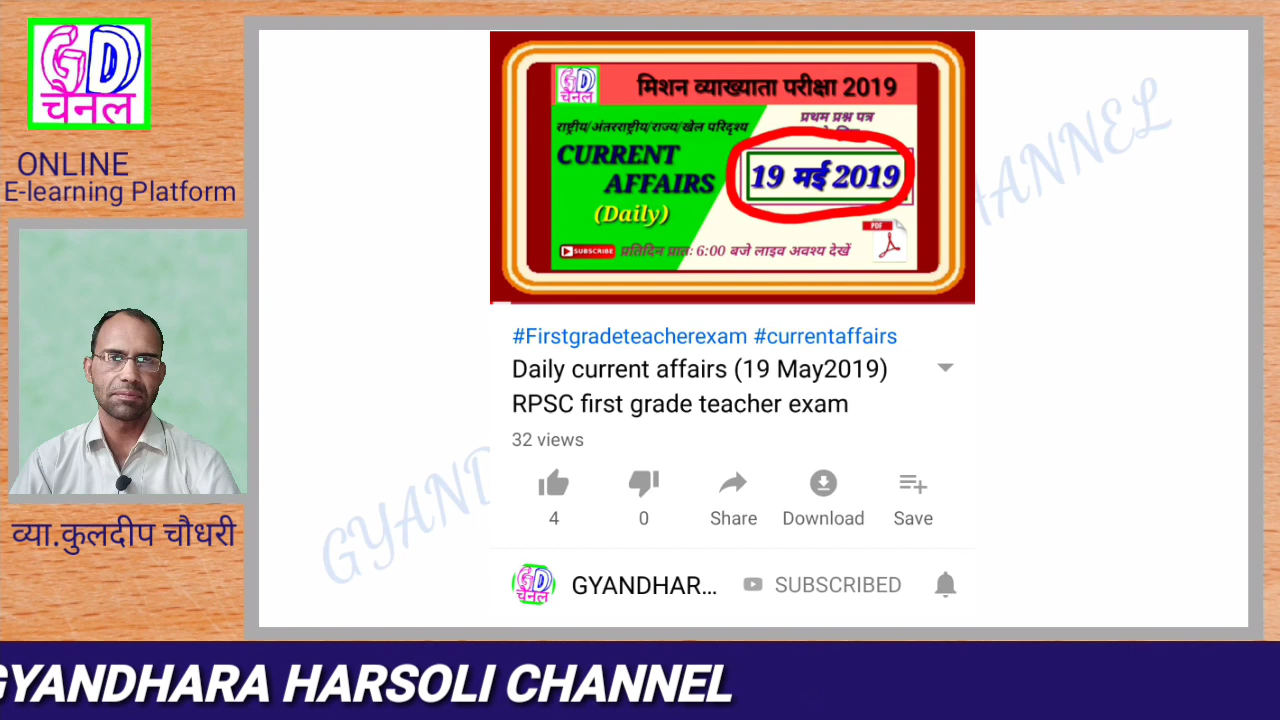 GD
चैनल
ONLINE
E-learning Platform
व्या.कुलदीप चौधरी
GD
चैनल
मिशन व्याख्याता परीक्षा 2019
राष्ट्रीय/अंतरराष्ट्रीय/राज्य/खेल परिदृश्य
प्रथम प्रश्न पत्र
CURRENT
AFFAIRS
(Daily)
19 मई 2019
PDF
SUBSCRIBE प्रतिदिन प्रातः 6:00 बजे लाइव अवश्य देखें
#Firstgradeteacherexam #currentaffairs
Daily current affairs (19 May2019)
RPSC first grade teacher exam
32 views
4 0 Share Download Save
GD
चैनल
GYANDHAR... SUBSCRIBED
GYANDHARA HARSOLI CHANNEL